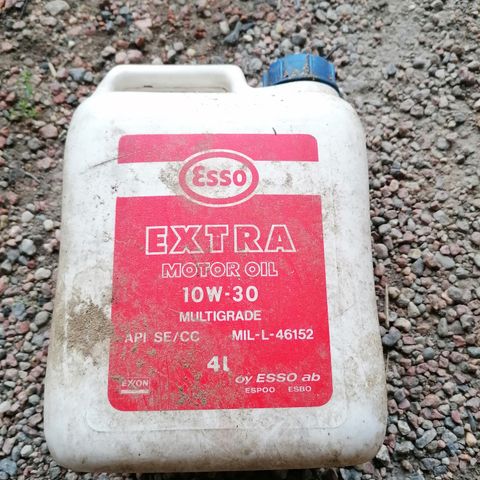 Esso
EXTRA
MOTOR OIL
10W-30
MULTIGRADE
API SE/CC MIL-L-46152
4l
EXXON
oy ESSO ab
ESPOO ESBO